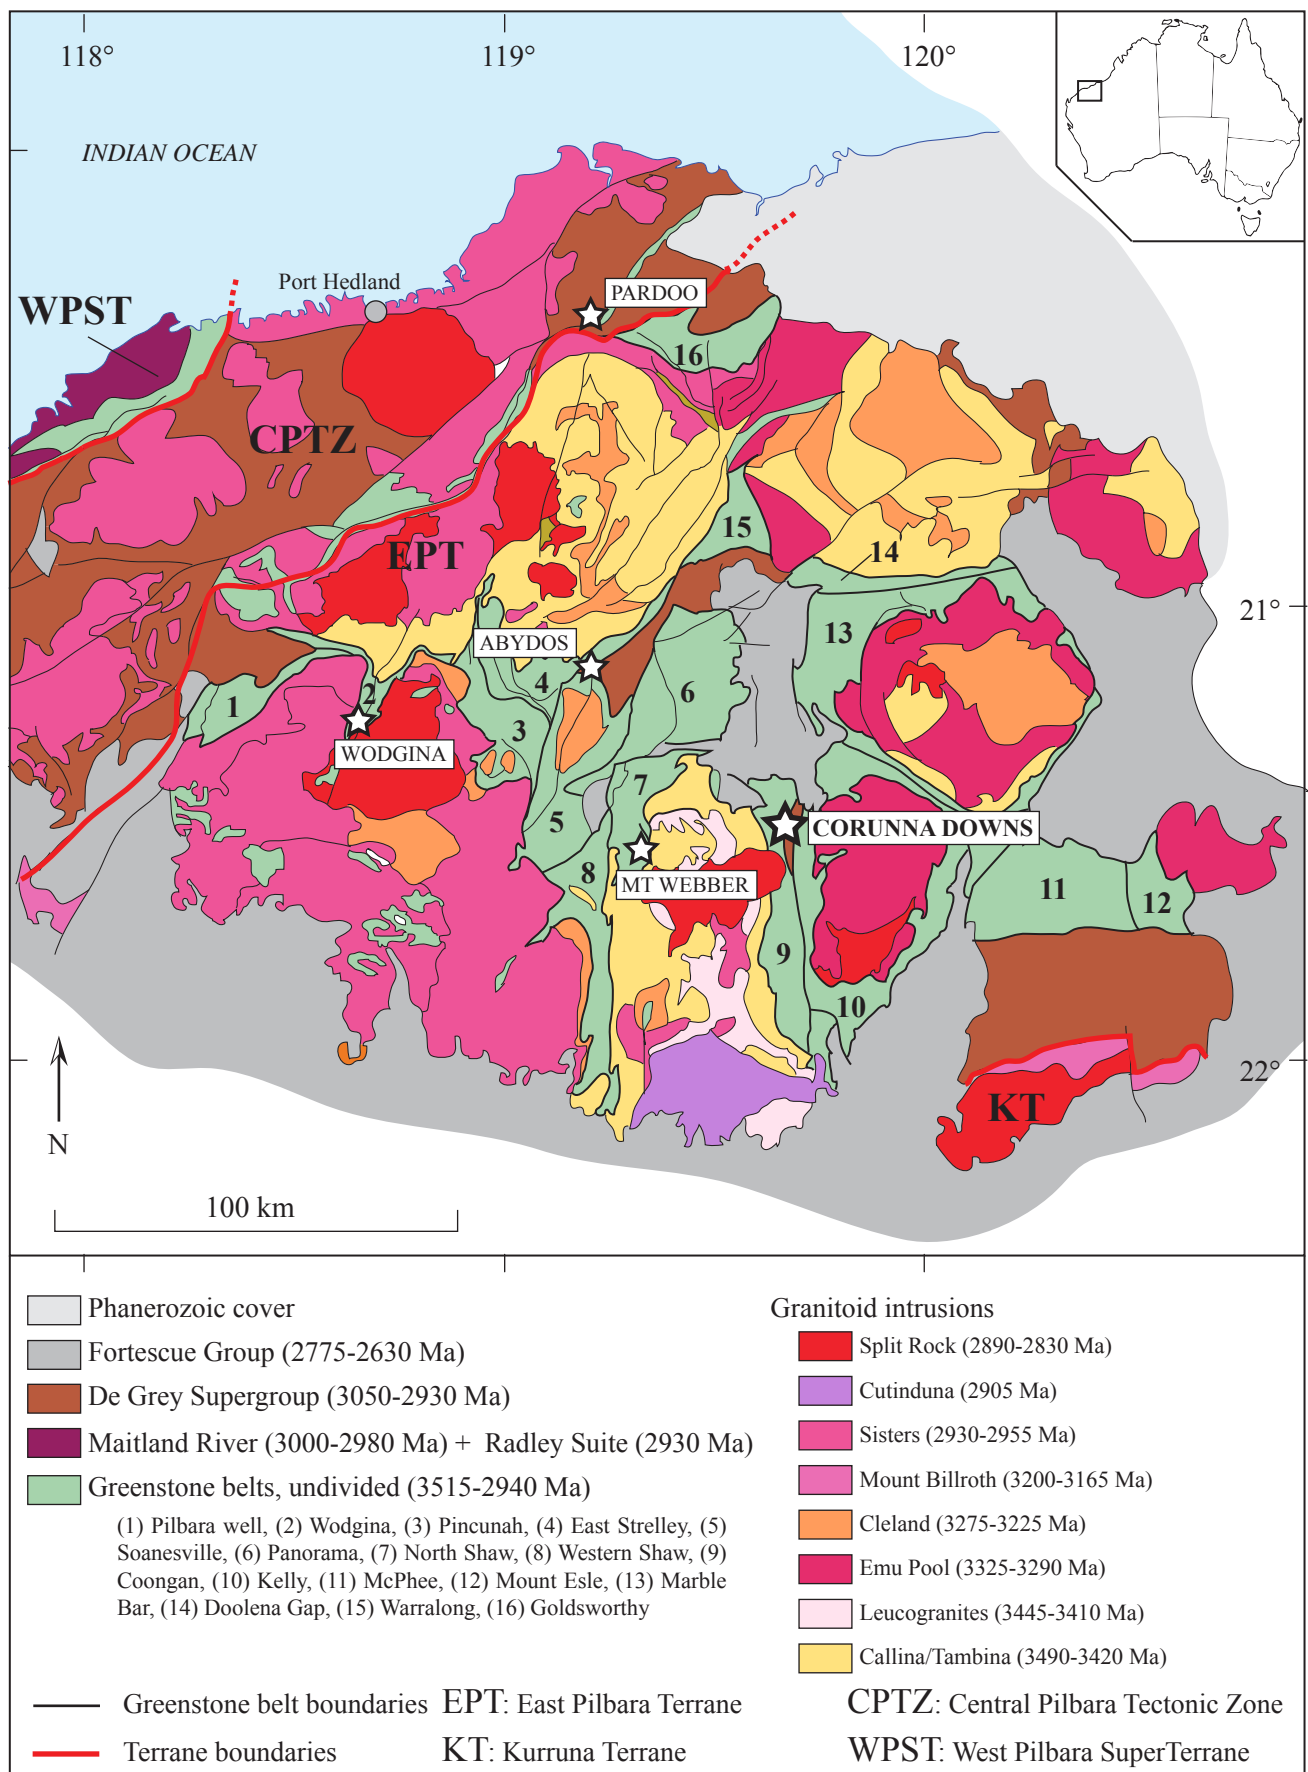 118°
119°
120°
INDIAN OCEAN
Port Hedland
WPST
PARDOO
16
CPTZ
15
EPT
14
21°
ABYDOS
13
4
6
2
1
3
WODGINA
7
5
CORUNNA DOWNS
8
MT WEBBER
11
12
9
10
22°
KT
N
100 km
Phanerozoic cover
Fortescue Group (2775-2630 Ma)
De Grey Supergroup (3050-2930 Ma)
Maitland River (3000-2980 Ma) + Radley Suite (2930 Ma)
Greenstone belts, undivided (3515-2940 Ma)
(1) Pilbara well, (2) Wodgina, (3) Pincunah, (4) East Strelley, (5)
Soanesville, (6) Panorama, (7) North Shaw, (8) Western Shaw, (9)
Coongan, (10) Kelly, (11) McPhee, (12) Mount Esle, (13) Marble
Bar, (14) Doolena Gap, (15) Warralong, (16) Goldsworthy
Granitoid intrusions
Split Rock (2890-2830 Ma)
Cutinduna (2905 Ma)
Sisters (2930-2955 Ma)
Mount Billroth (3200-3165 Ma)
Cleland (3275-3225 Ma)
Emu Pool (3325-3290 Ma)
Leucogranites (3445-3410 Ma)
Callina/Tambina (3490-3420 Ma)
Greenstone belt boundaries
EPT: East Pilbara Terrane
CPTZ: Central Pilbara Tectonic Zone
Terrane boundaries
KT: Kurruna Terrane
WPST: West Pilbara SuperTerrane